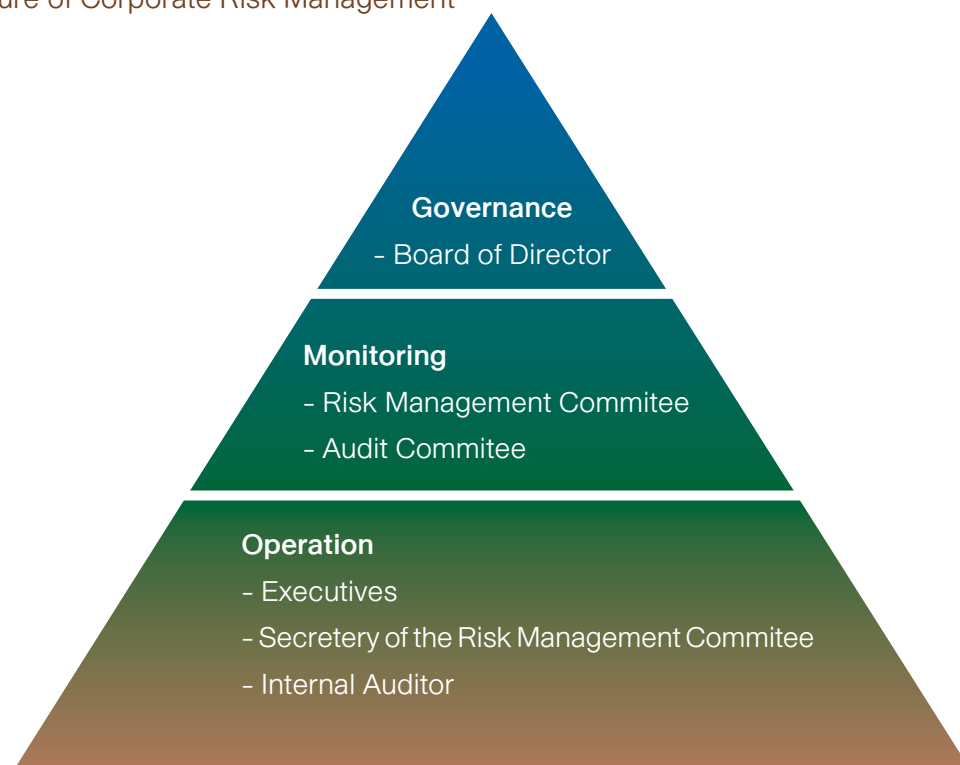 ure of Corporate Risk Management
Governance
- Board of Director
Monitoring
- Risk Management Commitee
- Audit Commitee
Operation
- Executives
- Secretery of the Risk Management Commitee
- Internal Auditor